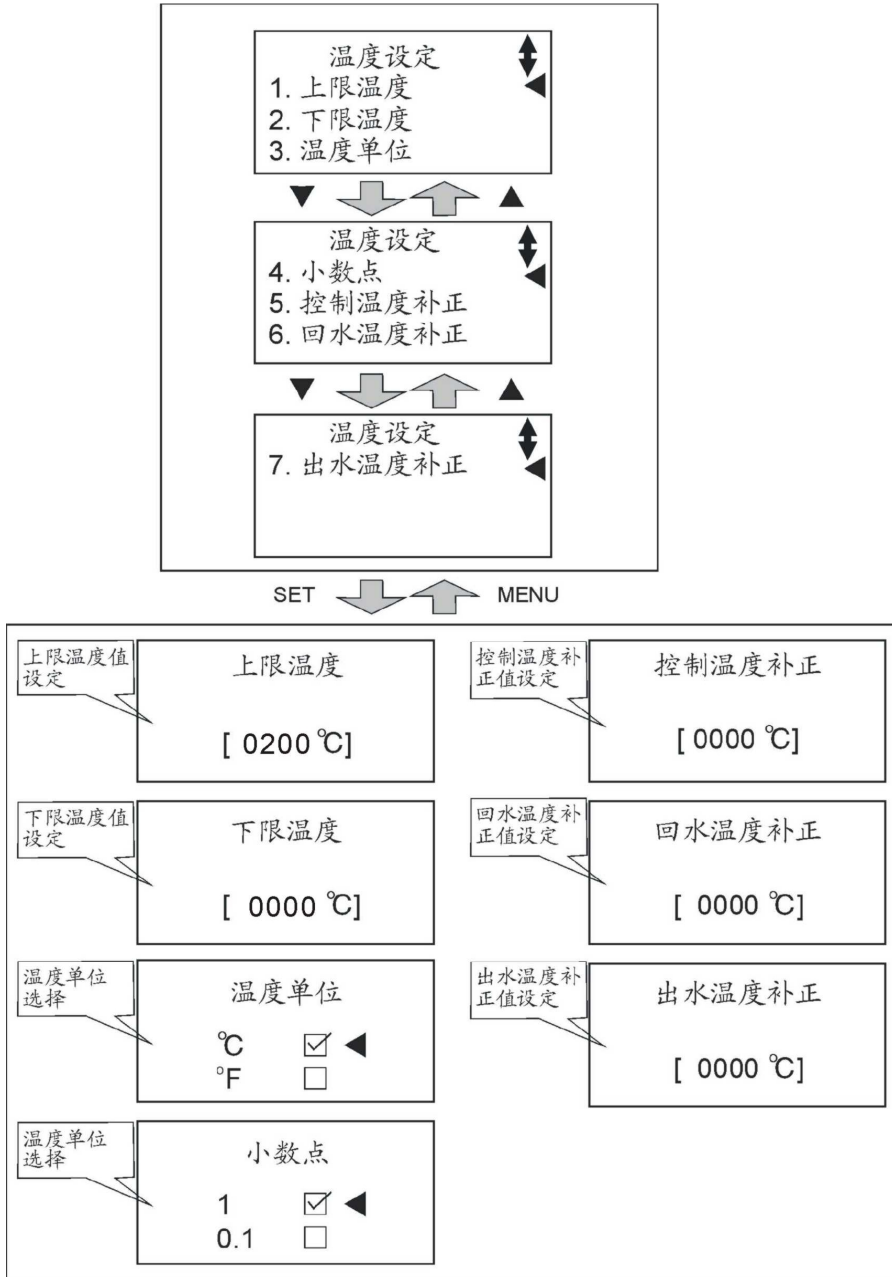 温度设定
1. 上限温度
2. 下限温度
3. 温度单位
温度设定
4. 小数点
5. 控制温度补正
6. 回水温度补正
温度设定
7. 出水温度补正
SET MENU
上限温度值
设定
上限温度
[ 0200 ℃]
下限温度值
设定
下限温度
[ 0000 ℃]
温度单位
选择
温度单位
℃
°F
温度单位
选择
小数点
1
0.1
控制温度补
正值设定
控制温度补正
[ 0000 ℃]
回水温度补
正值设定
回水温度补正
[ 0000 ℃]
出水温度补
正值设定
出水温度补正
[ 0000 ℃]